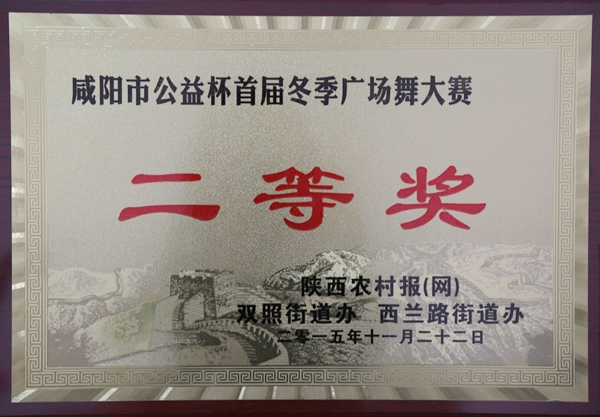 咸阳市公益杯首届冬季广场舞大赛
二等奖
陕西农村报(网)
双照街道办 西兰路街道办
二零一五年十一月二十二日